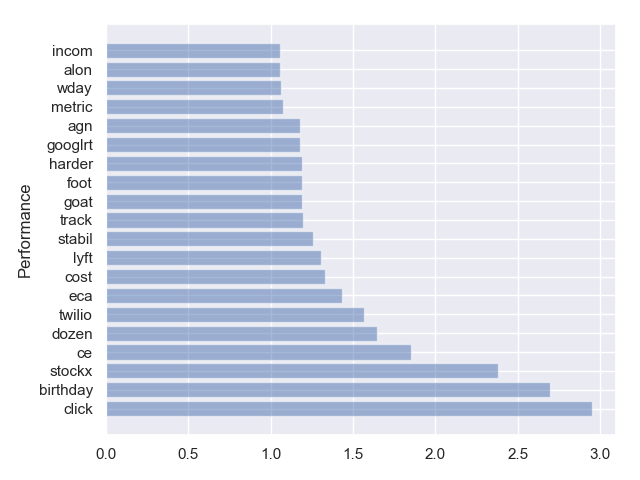 incom
alon
wday
metric
agn
googlrt
harder
foot
goat
track
stabil
lyft
cost
eca
twilio
dozen
ce
stockx
birthday
click
Performance
0.0 0.5 1.0 1.5 2.0 2.5 3.0